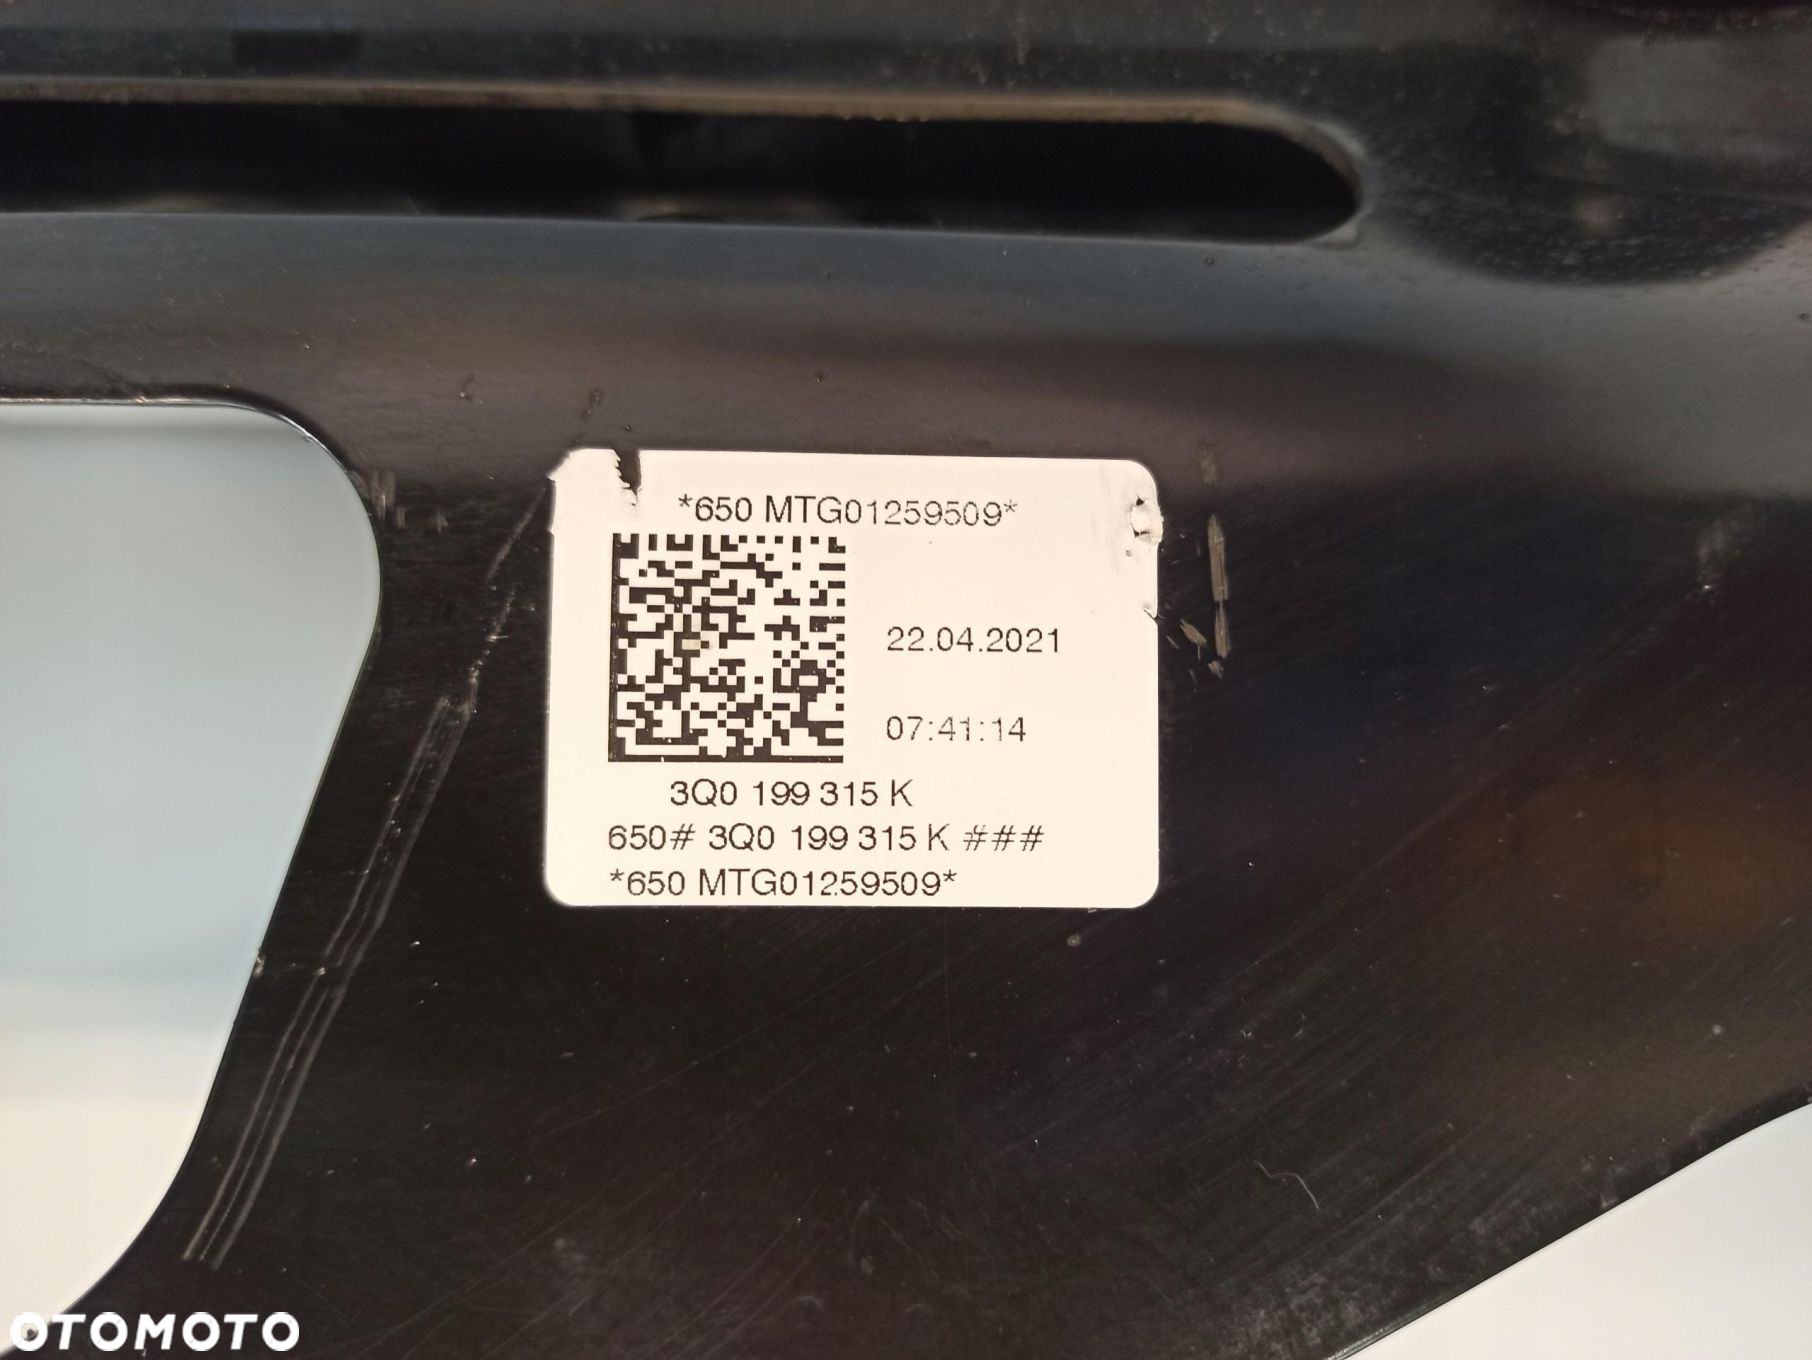 *650 MTG01259509*
22.04.2021
07:41:14
3Q0 199 315 K
650# 3Q0 199 315 K ###
*650 MTG01259509*
OTOMOTO